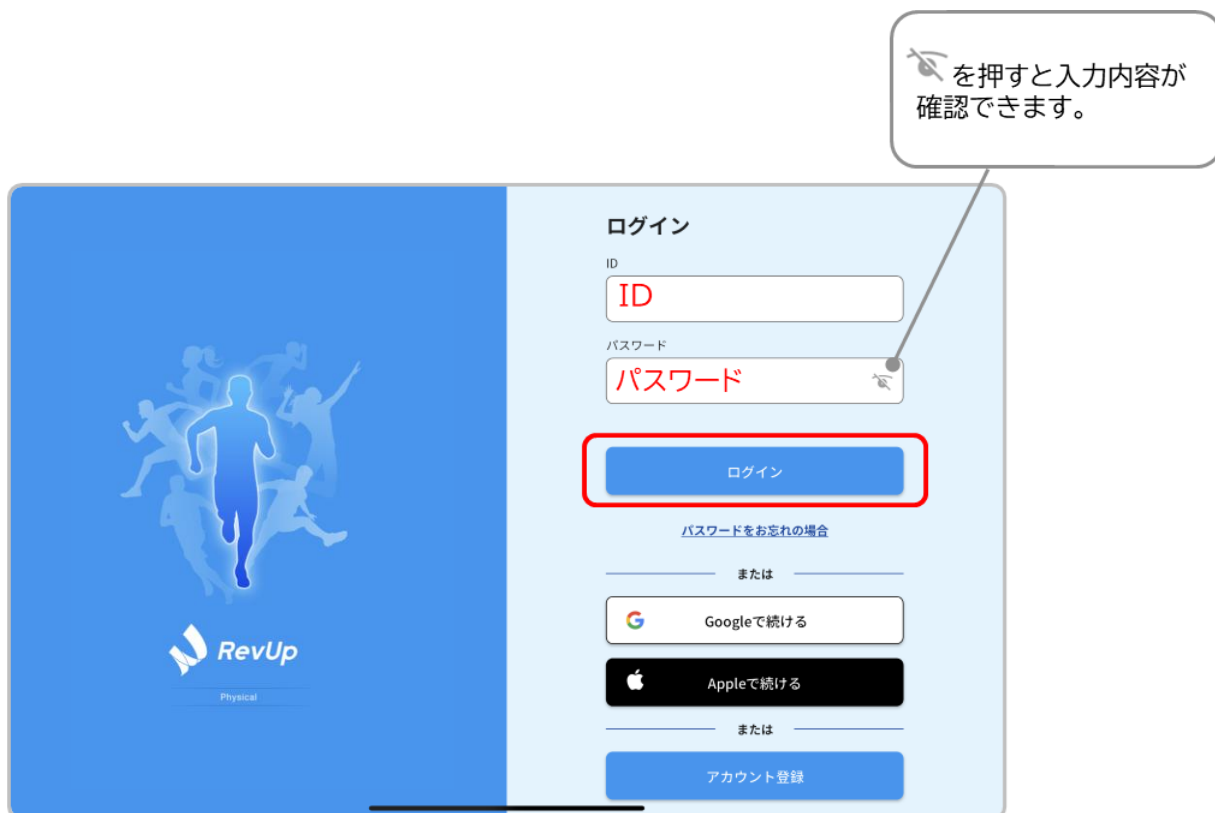 を押すと入力内容が
確認できます。
ログイン
ID
ID
パスワード
パスワード
ログイン
パスワードをお忘れの場合
または
Googleで続ける
Appleで続ける
または
アカウント登録
RevUp
Physical